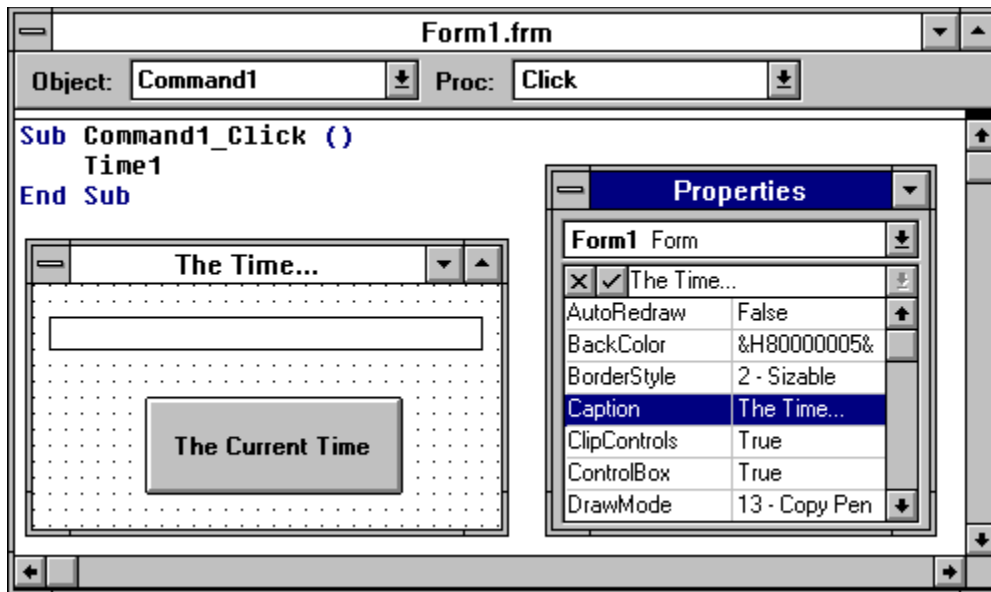 Form1.frm
Object: Command1 Proc: Click
Sub Command1_Click ()
Time1
End Sub
The Time...
The Current Time
Properties
Form1 Form
The Time...
AutoRedraw False
BackColor &H80000005&
BorderStyle 2 - Sizable
Caption The Time...
ClipControls True
ControlBox True
DrawMode 13 - Copy Pen